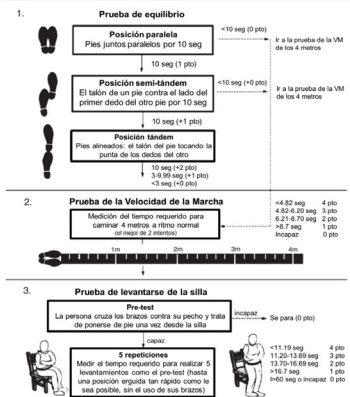 1.
Prueba de equilibrio
Posición paralela
Pies juntos paralelos por 10 seg
<10 seg (0 pto)
Ir a la prueba de la VM
de los 4 metros
10 seg (1 pto)
Posición semi-tándem
El talón de un pie contra el lado del
primer dedo del otro pie por 10 seg
<10 seg (+0 pto)
Ir a la prueba de la VM
de los 4 metros
10 seg (+1 pto)
Posición tándem
Pies alineados: el talón del pie tocando la
punta de los dedos del otro
10 seg (+2 pto)
3-9.99 seg (+1 pto)
<3 seg (+0 pto)
2.
Prueba de la Velocidad de la Marcha
Medición del tiempo requerido para
caminar 4 metros a ritmo normal
(el mejor de 2 intentos)
<4.82 seg 4 pto
4.82-6.20 seg 3 pto
6.21-8.70 seg 2 pto
>8.7 seg 1 pto
Incapaz 0 pto
1m 2m 3m 4m
3.
Prueba de levantarse de la silla
Pre-test
La persona cruza los brazos contra su pecho y trata
de ponerse de pie una vez desde la silla
incapaz
Se para (0 pto)
capaz
5 repeticiones
Medir el tiempo requerido para realizar 5
levantamientos como el pre-test (hasta
una posición erguida tan rápido como le
sea posible, sin el uso de sus brazos)
<11.19 seg 4 pto
11.20-13.69 seg 3 pto
13.70-16.69 seg 2 pto
>16.7 seg 1 pto
I>60 seg o incapaz 0 pto